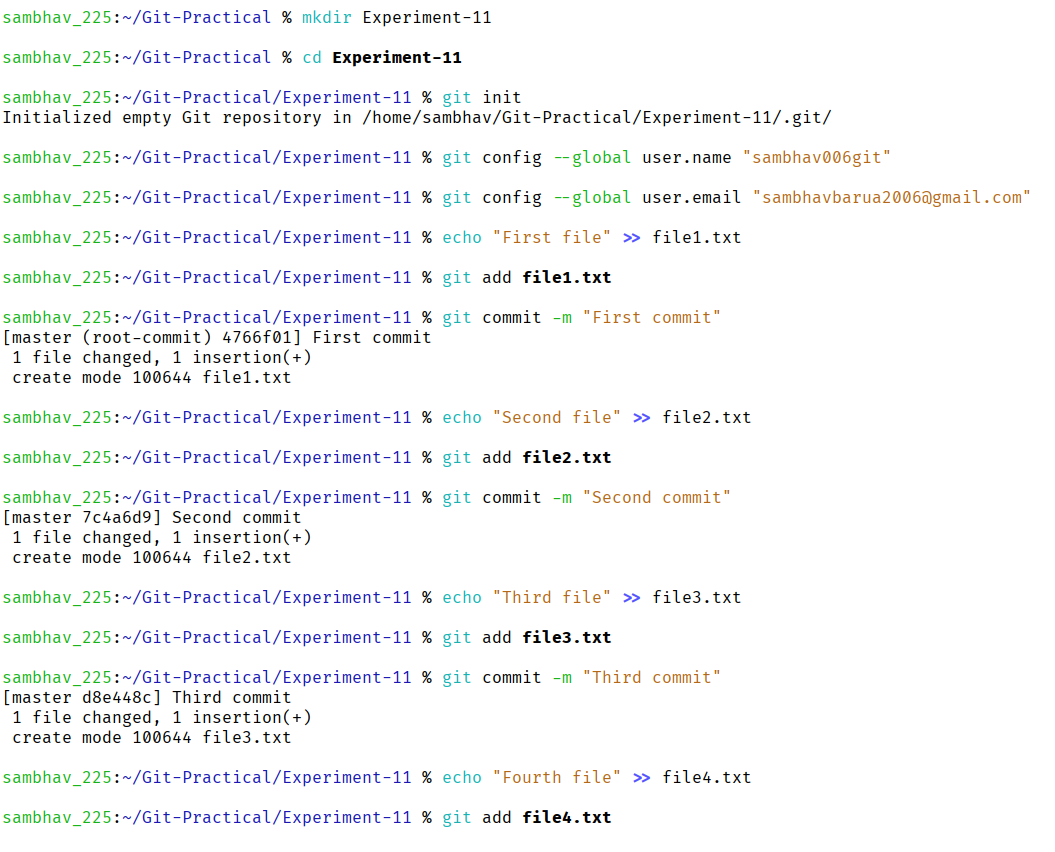 sambhav_225:~/Git-Practical % mkdir Experiment-11
sambhav_225:~/Git-Practical % cd Experiment-11
sambhav_225:~/Git-Practical/Experiment-11 % git init
Initialized empty Git repository in /home/sambhav/Git-Practical/Experiment-11/.git/
sambhav_225:~/Git-Practical/Experiment-11 % git config --global user.name "sambhav006git"
sambhav_225:~/Git-Practical/Experiment-11 % git config --global user.email "sambhavbarua2006@gmail.com"
sambhav_225:~/Git-Practical/Experiment-11 % echo "First file" >> file1.txt
sambhav_225:~/Git-Practical/Experiment-11 % git add file1.txt
sambhav_225:~/Git-Practical/Experiment-11 % git commit -m "First commit"
[master (root-commit) 4766f01] First commit
 1 file changed, 1 insertion(+)
 create mode 100644 file1.txt
sambhav_225:~/Git-Practical/Experiment-11 % echo "Second file" >> file2.txt
sambhav_225:~/Git-Practical/Experiment-11 % git add file2.txt
sambhav_225:~/Git-Practical/Experiment-11 % git commit -m "Second commit"
[master 7c4a6d9] Second commit
 1 file changed, 1 insertion(+)
 create mode 100644 file2.txt
sambhav_225:~/Git-Practical/Experiment-11 % echo "Third file" >> file3.txt
sambhav_225:~/Git-Practical/Experiment-11 % git add file3.txt
sambhav_225:~/Git-Practical/Experiment-11 % git commit -m "Third commit"
[master d8e448c] Third commit
 1 file changed, 1 insertion(+)
 create mode 100644 file3.txt
sambhav_225:~/Git-Practical/Experiment-11 % echo "Fourth file" >> file4.txt
sambhav_225:~/Git-Practical/Experiment-11 % git add file4.txt